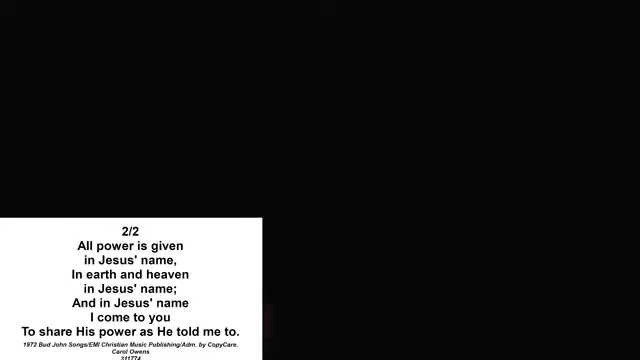 2/2
All power is given
in Jesus' name,
In earth and heaven
in Jesus' name;
And in Jesus' name
I come to you
To share His power as He told me to.
1972 Bud John Songs/EMI Christian Music Publishing/Adm. by CopyCare.
Carol Owens
311774